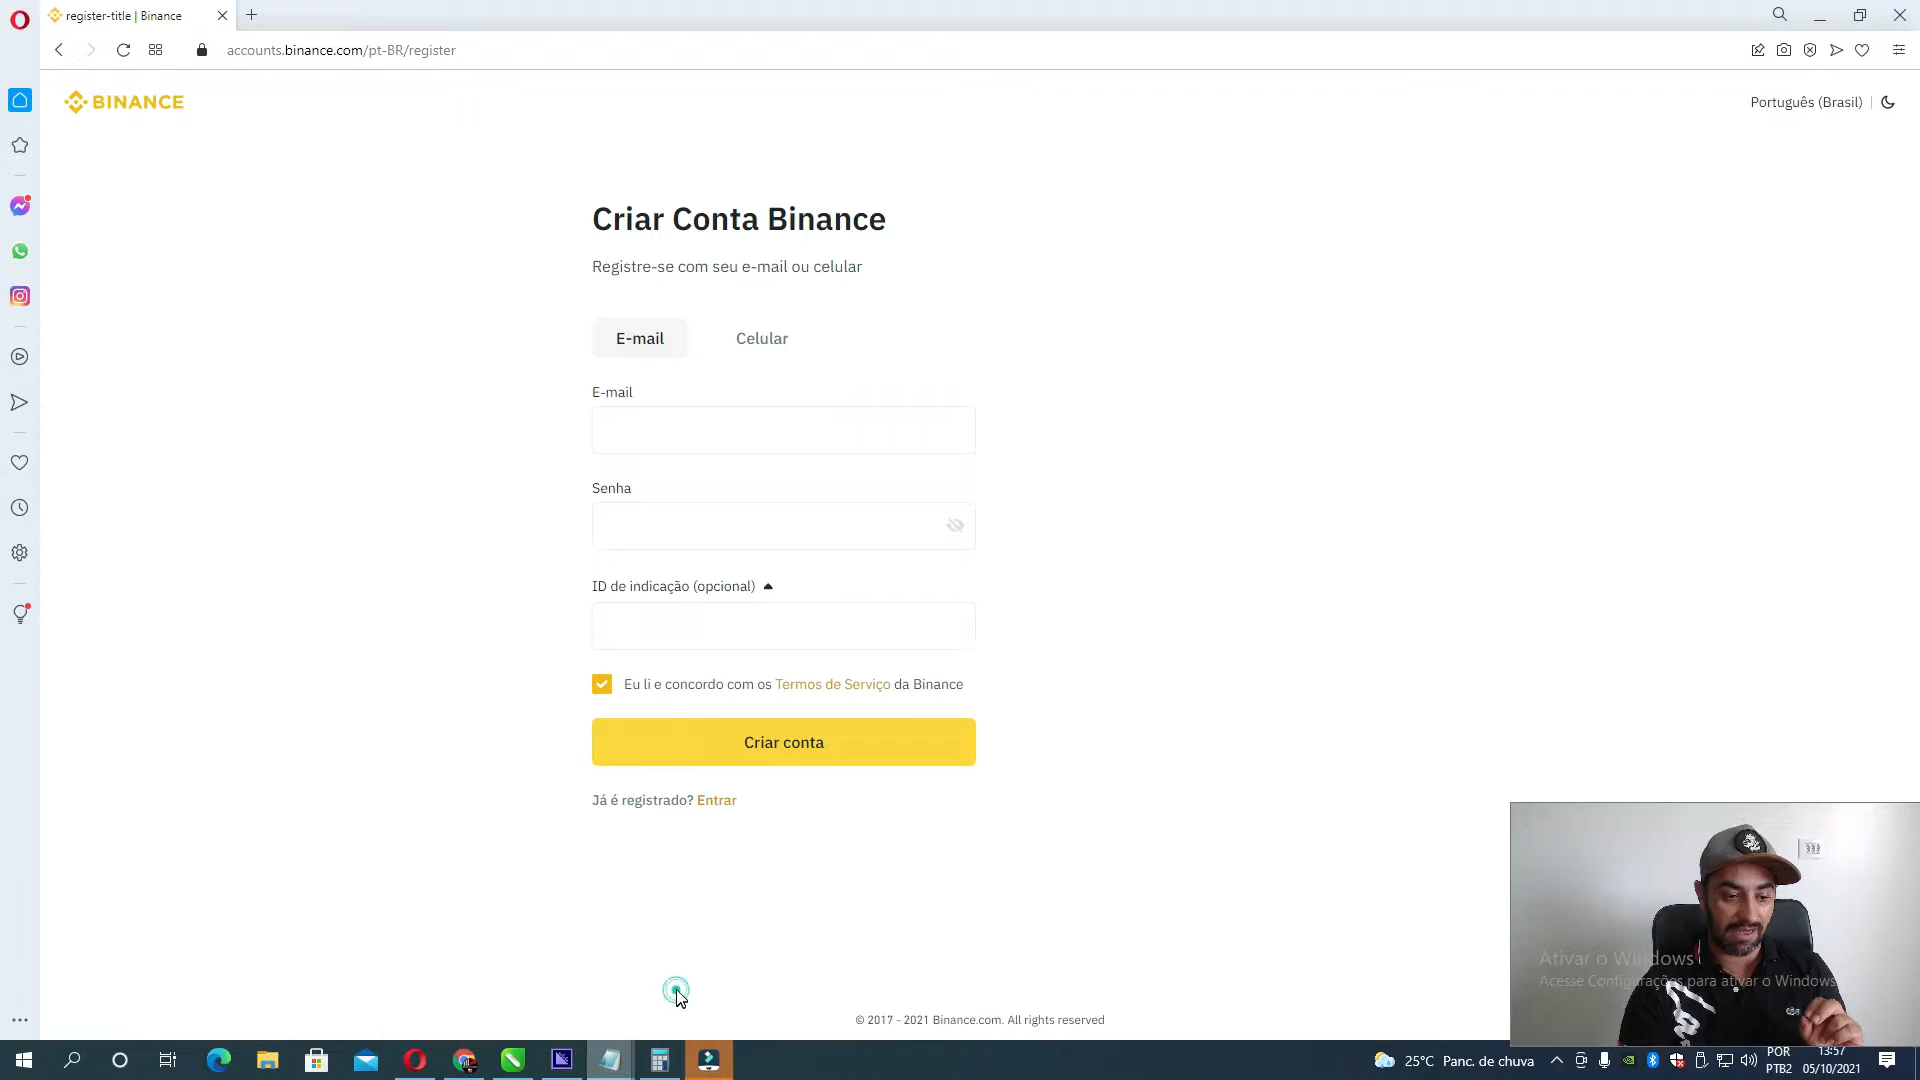 register-title | Binance
accounts.binance.com/pt-BR/register
BINANCE
Português (Brasil)
Criar Conta Binance
Registre-se com seu e-mail ou celular
E-mail
Celular
E-mail
Senha
ID de indicação (opcional)
Eu li e concordo com os Termos de Serviço da Binance
Criar conta
Já é registrado? Entrar
Ativar o Windows
Acesse Configurações para ativar o Windows
© 2017 - 2021 Binance.com. All rights reserved
25°C Panc. de chuva
POR
PTB2
13:57
05/10/2021